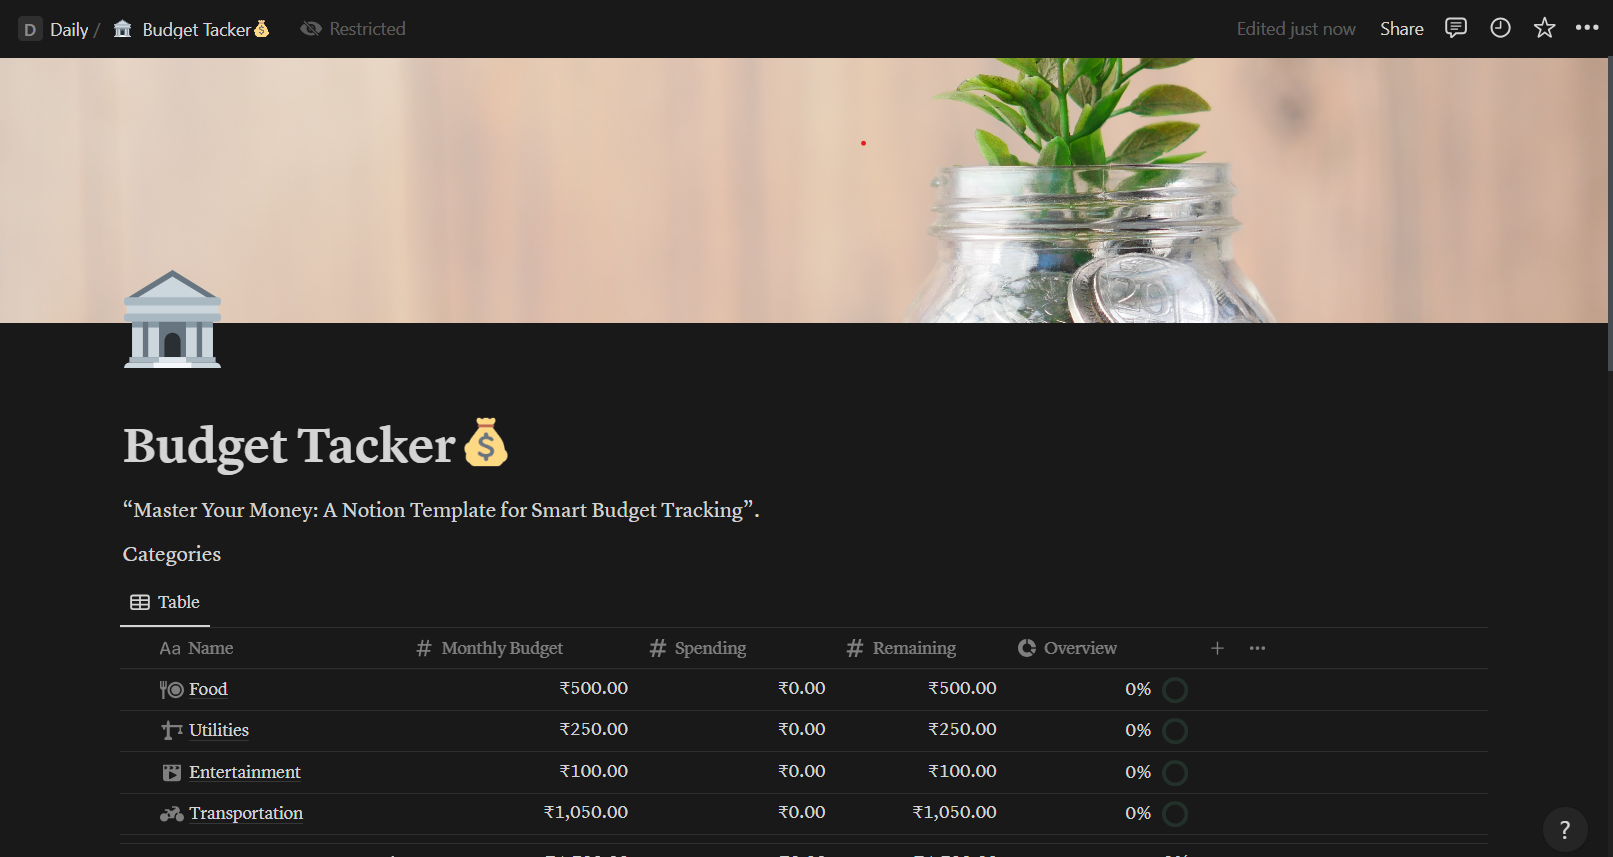 D Daily / Budget Tacker Restricted Edited just now Share
Budget Tacker
“Master Your Money: A Notion Template for Smart Budget Tracking”.
Categories
Table
Aa Name # Monthly Budget # Spending # Remaining Overview + •••
Food ₹500.00 ₹0.00 ₹500.00 0%
Utilities ₹250.00 ₹0.00 ₹250.00 0%
Entertainment ₹100.00 ₹0.00 ₹100.00 0%
Transportation ₹1,050.00 ₹0.00 ₹1,050.00 0%
?